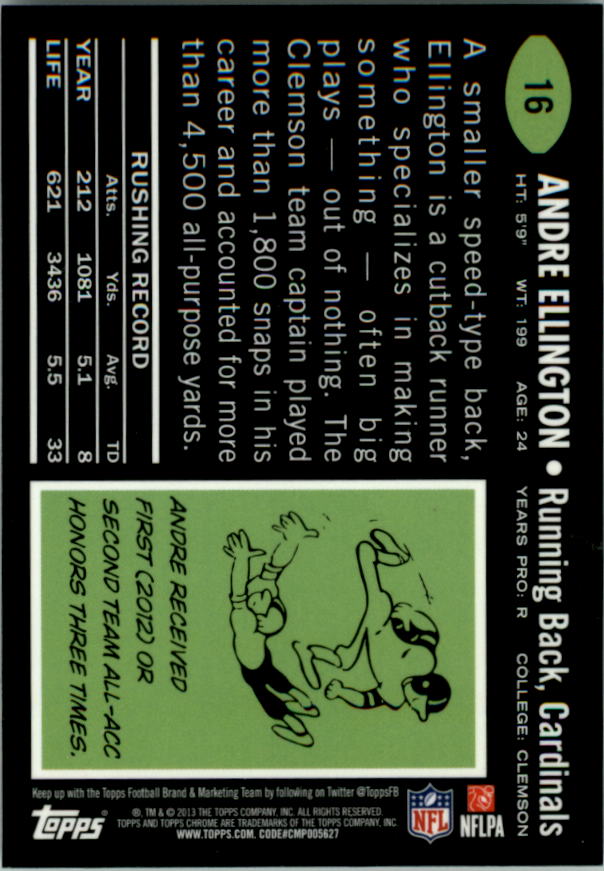 16
ANDRE ELLINGTON • Running Back, Cardinals
HT: 5'9" WT: 199 AGE: 24 YEARS PRO: R COLLEGE: CLEMSON
A smaller speed-type back,
Ellington is a cutback runner
who specializes in making
something — often big
plays — out of nothing. The
Clemson team captain played
more than 1,800 snaps in his
career and accounted for more
than 4,500 all-purpose yards.
RUSHING RECORD
Atts. Yds. Avg. TD
YEAR 212 1081 5.1 8
LIFE 621 3436 5.5 33
ANDRE RECEIVED
FIRST (2012) OR
SECOND TEAM ALL-ACC
HONORS THREE TIMES.
NFL
NFLPA
Keep up with the Topps Football Brand & Marketing Team by following on Twitter @ToppsFB
®, TM & © 2013 THE TOPPS COMPANY, INC. ALL RIGHTS RESERVED.
TOPPS AND TOPPS CHROME ARE TRADEMARKS OF THE TOPPS COMPANY, INC.
WWW.TOPPS.COM. CODE#CMP005627
TOPPS®